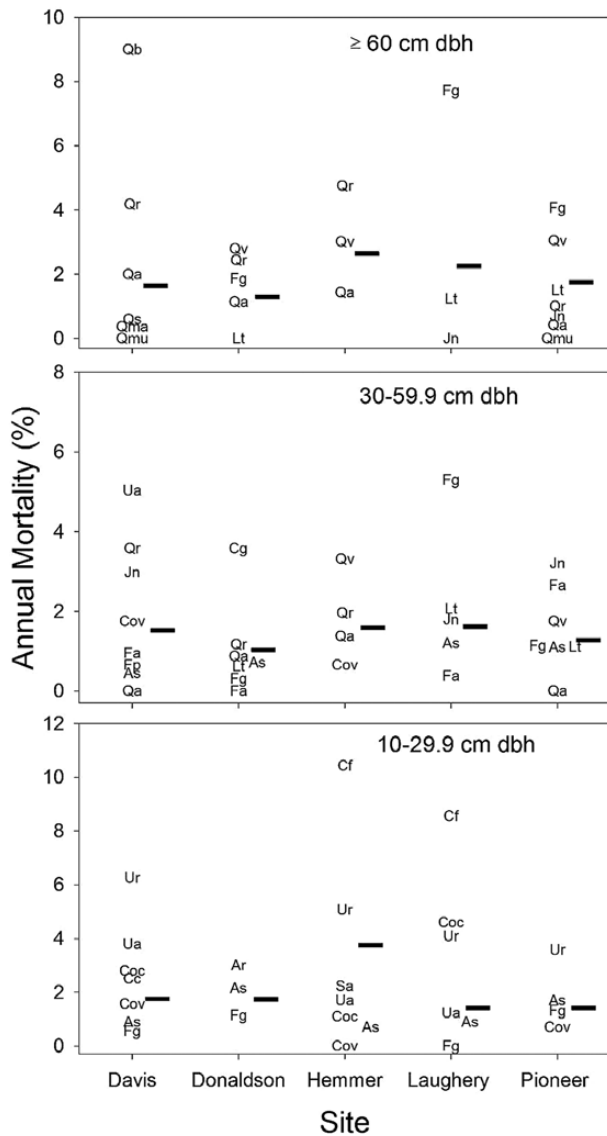 10
≥ 60 cm dbh
Qb
Fg
8
6
Qr
Qr
Fg
4
Qv
Qv
Qv
Qr
Qa
Fg
2
Qa
Qa
Lt
Lt
Qr
Qs
Jn
Qma
Qa
0
Qmu
Lt
Jn
Qmu
8
30-59.9 cm dbh
6
Fg
Ua
4
Qr
Cg
Qv
Jn
Jn
Fa
2
Lt
Cov
Qr
Jn
Qv
Qa
Qr
As
Fg
As
Lt
Fa
Qa
As
Cov
Lt
As
Fg
Fa
0
Qa
Fa
Qa
12
10-29.9 cm dbh
Cf
10
Cf
8
Ur
6
Ur
Coc
Ua
Ur
4
Ur
Ar
Coc
Cc
Sa
As
2
Cov
Ua
As
Fg
Coc
Ua
Fg
As
As
As
Cov
Fg
0
Cov
Fg
Davis
Donaldson
Hemmer
Laughery
Pioneer
Site
Annual Mortality (%)